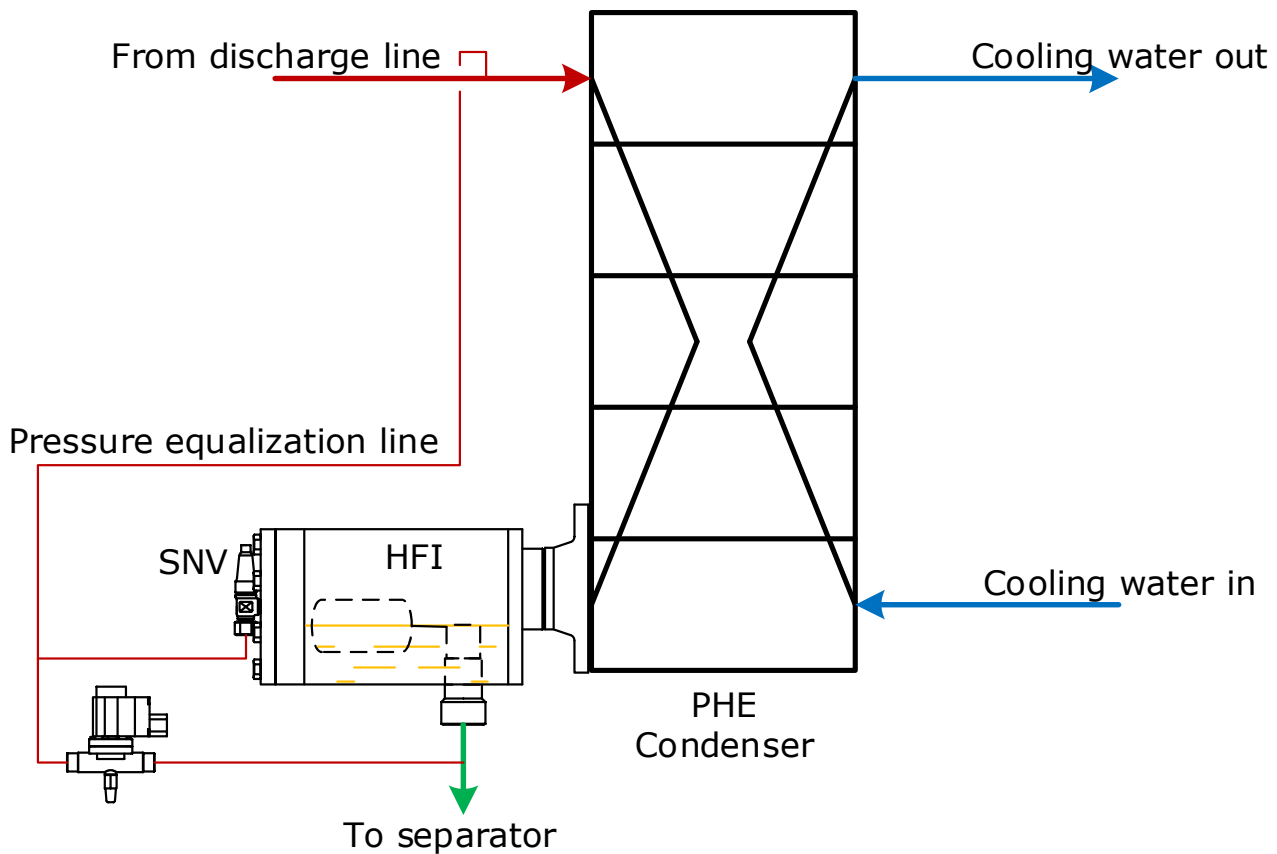 From discharge line
Cooling water out
Pressure equalization line
SNV
HFI
Cooling water in
PHE
Condenser
To separator